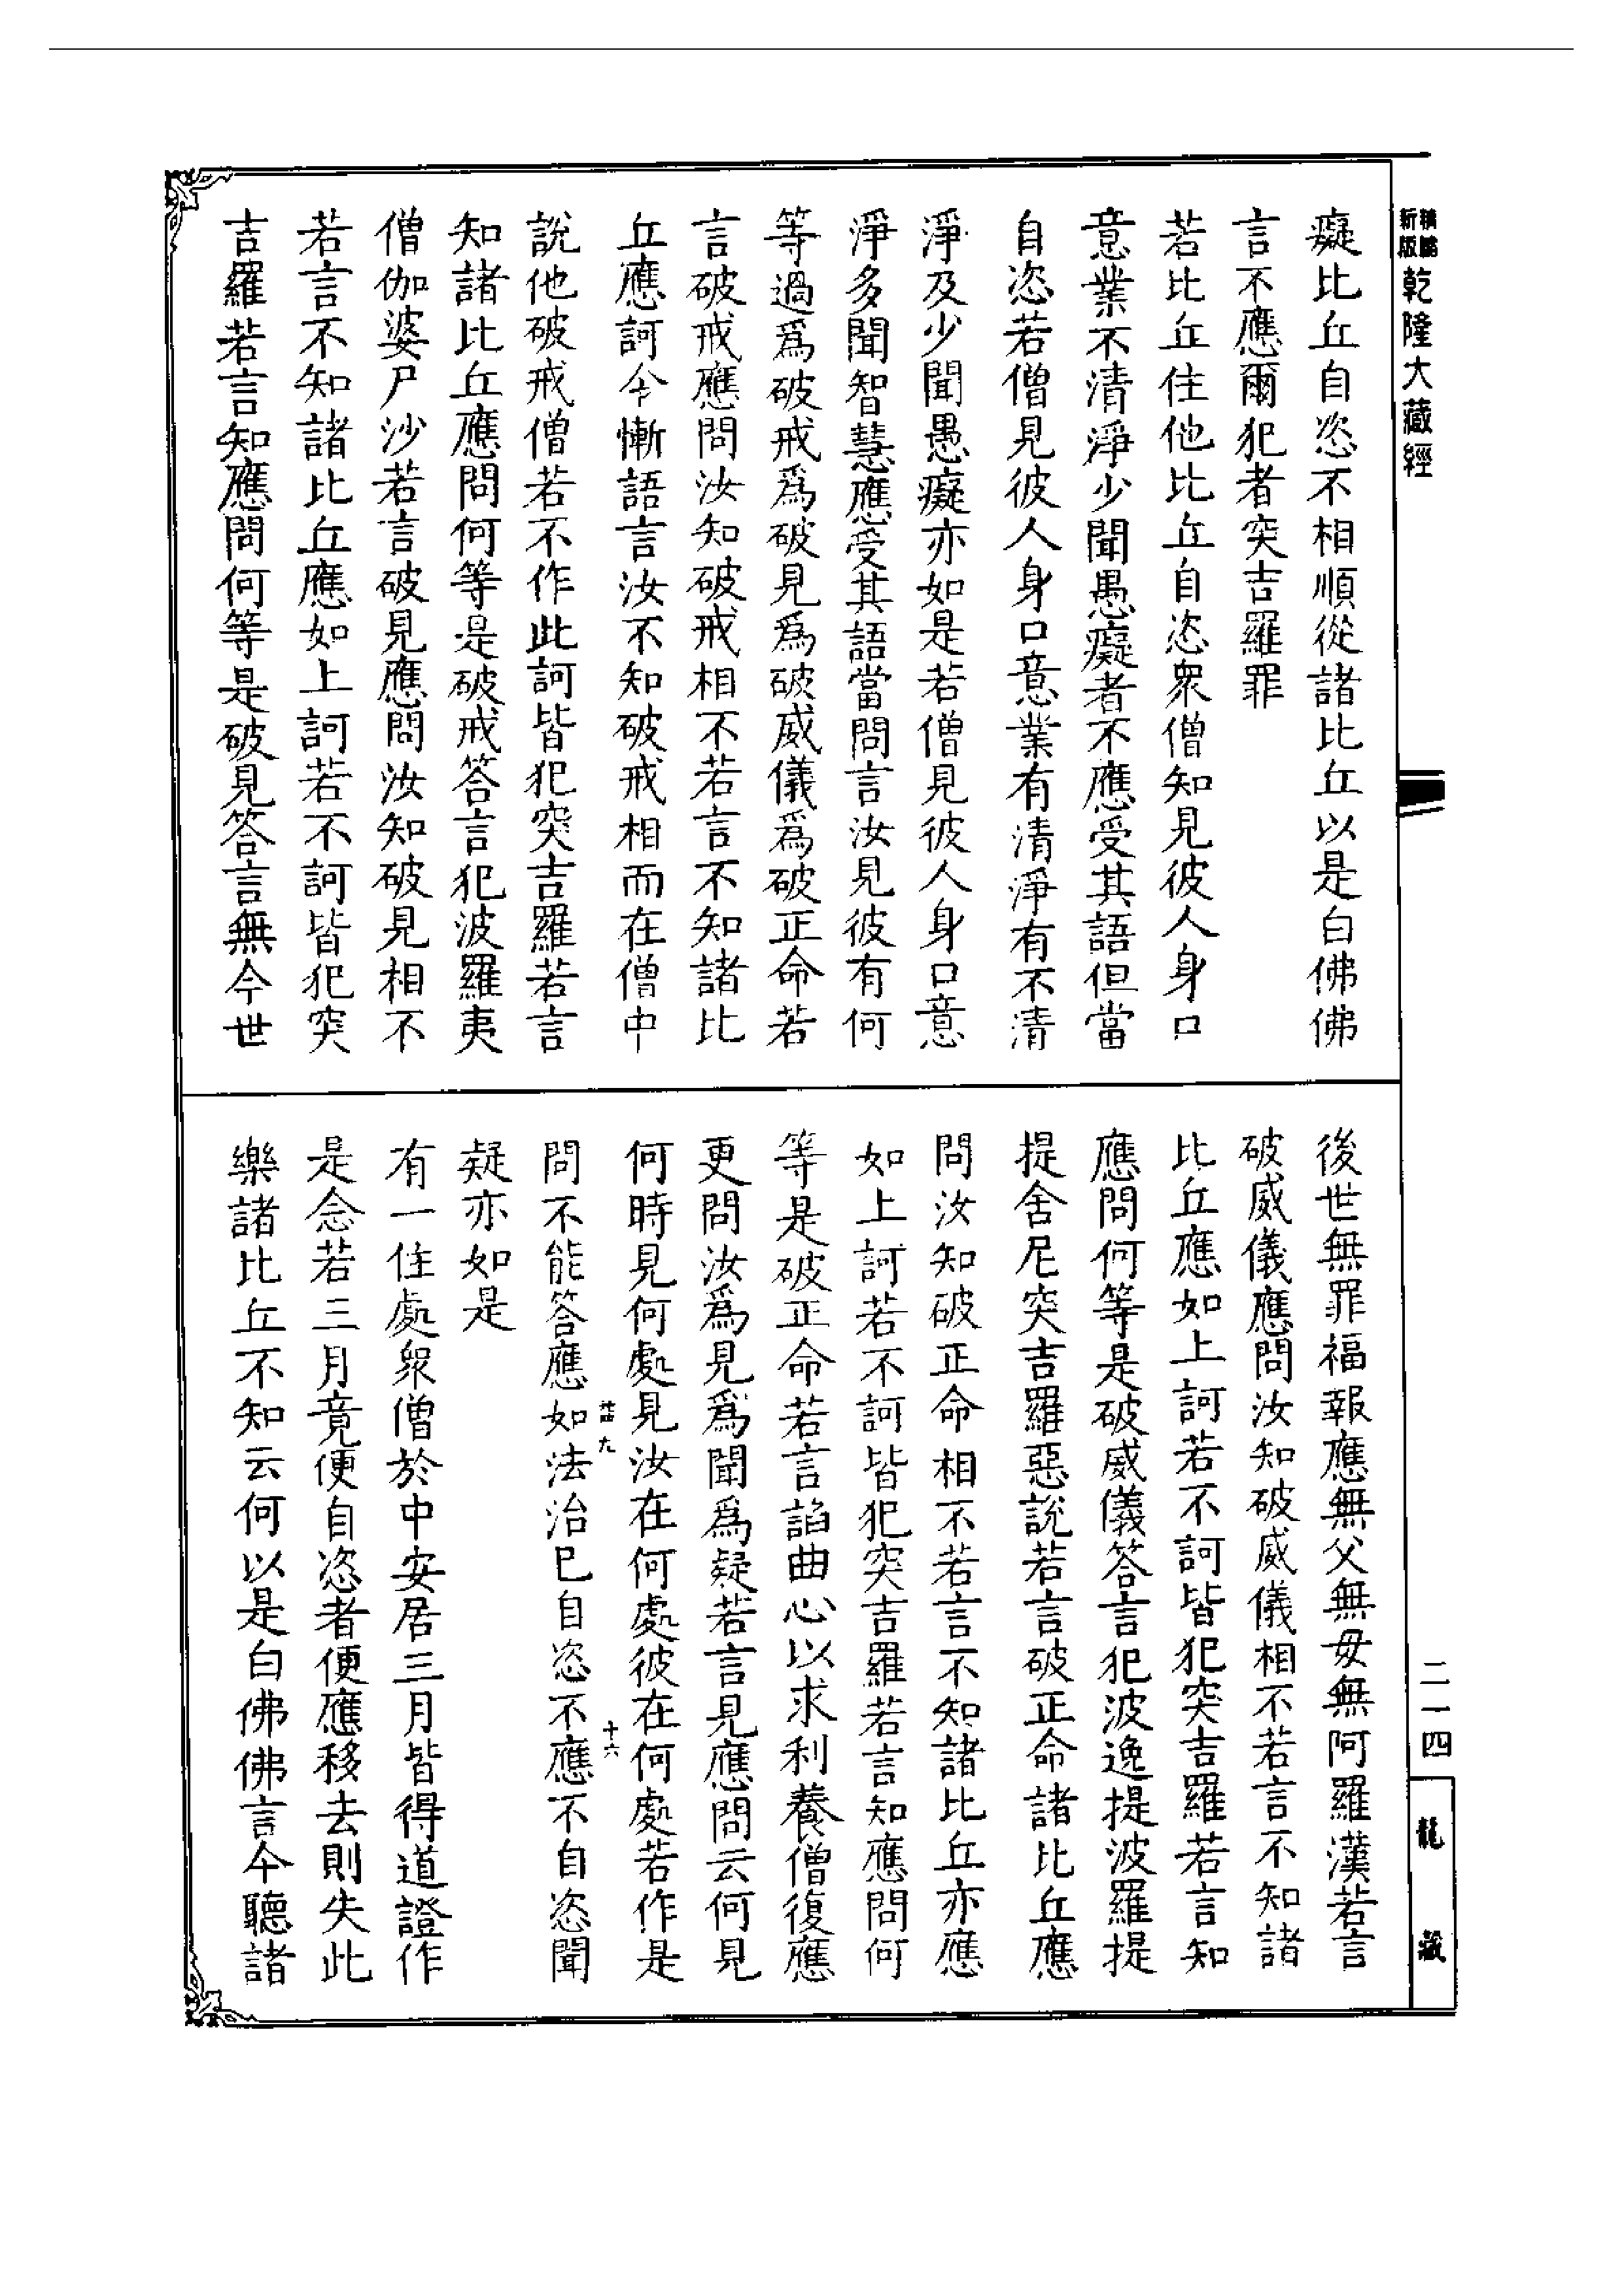 新版
乾隆大藏經
癡比丘自恣不相順從諸比丘以是白佛佛
言不應爾犯者突吉羅罪
若比丘住他比丘自恣衆僧知見彼人身口
意業不清淨少聞愚癡者不應受其語但當
自恣若僧見彼人身口意業有清淨有不清
淨及少聞愚癡亦如是若僧見彼人身口意
淨多聞智慧應受其語當問言汝見彼有何
等過爲破戒爲破見爲破威儀爲破正命若
言破戒應問汝知破戒相不若言不知諸比
丘應訶令慚語言汝不知破戒相而在僧中
說他破戒僧若不作此訶皆犯突吉羅若言
知諸比丘應問何等是破戒答言犯波羅夷
僧伽婆尸沙若言破見應問汝知破見相不
若言不知諸比丘應如上訶若不訶皆犯突
吉羅若言知應問何等是破見答言無今世
後世無罪福報應無父無母無阿羅漢若言
破威儀應問汝知破威儀相不若言不知諸
比丘應如上訶若不訶皆犯突吉羅若言知
應問何等是破威儀答言犯波逸提波羅提
提舍尼突吉羅惡說若言破正命諸比丘應
問汝知破正命相不若言不知諸比丘亦應
如上訶若不訶皆犯突吉羅若言知應問何
等是破正命若言諂曲心以求利養僧復應
更問汝爲見爲聞爲疑若言見應問云何見
何時見何處見汝在何處彼在何處若作是
九
十六
問不能答應如法治已自恣不應不自恣聞
疑亦如是
有一住處衆僧於中安居三月皆得道證作
是念若三月竟便自恣者便應移去則失此
樂諸比丘不知云何以是白佛佛言今聽諸
二一四
龍藏